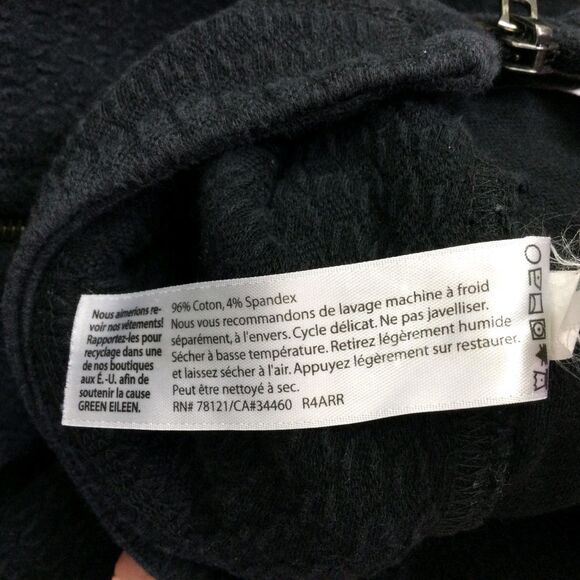 Nous aimerions re-
voir nos vêtements!
Rapportez-les pour
recyclage dans une
de nos boutiques
aux É.-U. afin de
soutenir la cause
GREEN EILEEN.
96% Coton, 4% Spandex
Nous vous recommandons de lavage machine à froid
séparément, à l'envers. Cycle délicat. Ne pas javelliser.
Sécher à basse température. Retirez légèrement humide
et laissez sécher à l'air. Appuyez légèrement sur restaurer.
Peut être nettoyé à sec.
RN# 78121/CA#34460 R4ARR